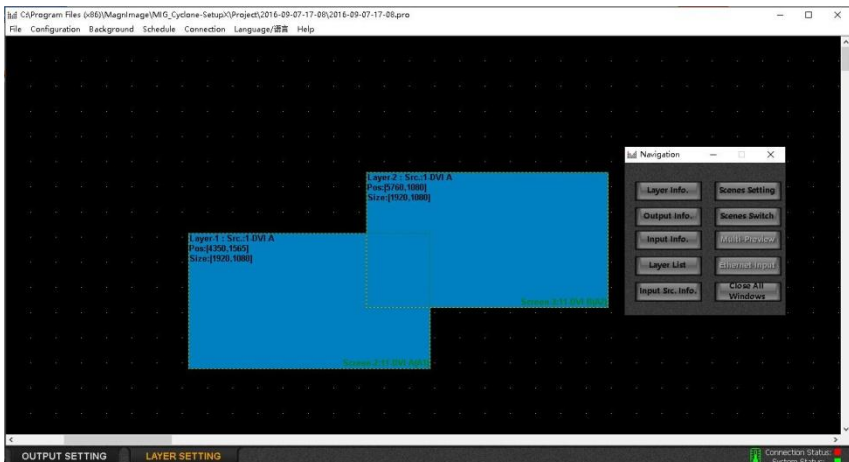 C:\Program Files (x86)\MagnImage\MIG_Cyclone-SetupX\Project\2016-09-07-17-08\2016-09-07-17-08.pro
File Configuration Background Schedule Connection Language/语言 Help
Layer-2 : Src.:1-DVI A
Pos:[5760,1080]
Size:[1920,1080]
Layer-1 : Src.:1-DVI A
Pos:[4350,1565]
Size:[1920,1080]
Navigation
Layer Info. Scenes Setting
Output Info. Scenes Switch
Input Info. Multi-Preview
Layer List Ethernet Input
Input Src. Info. Close All Windows
OUTPUT SETTING LAYER SETTING
Connection Status:
System Status: